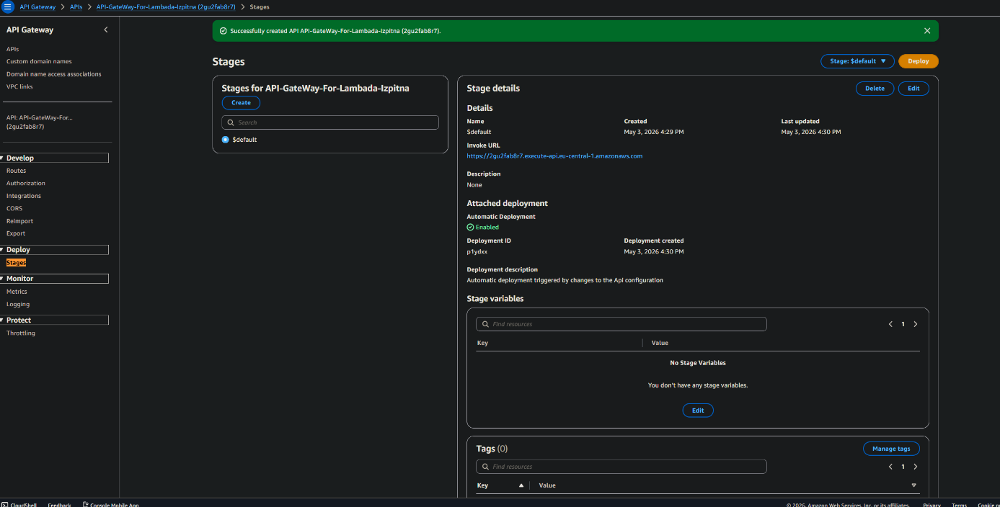 API Gateway > APIs > API-GateWay-For-Lambada-Izpitna (2gu2fab8r7) > Stages
API Gateway
APIs
Custom domain names
Domain name access associations
VPC links
API: API-GateWay-For...
(2gu2fab8r7)
Develop
Routes
Authorization
Integrations
CORS
Reimport
Export
Deploy
Stages
Monitor
Metrics
Logging
Protect
Throttling
Successfully created API API-GateWay-For-Lambada-Izpitna (2gu2fab8r7).
Stages
Stage: $default
Deploy
Stages for API-GateWay-For-Lambada-Izpitna
Create
Search
$default
Stage details
Delete
Edit
Details
Name Created Last updated
$default May 3, 2026 4:29 PM May 3, 2026 4:30 PM
Invoke URL
https://2gu2fab8r7.execute-api.eu-central-1.amazonaws.com
Description
None
Attached deployment
Automatic Deployment
Enabled
Deployment ID Deployment created
p1ydxx May 3, 2026 4:30 PM
Deployment description
Automatic deployment triggered by changes to the Api configuration
Stage variables
Find resources
1
Key Value
No Stage Variables
You don't have any stage variables.
Edit
Tags (0)
Manage tags
Find resources
1
Key Value
CloudShell Feedback Console Mobile App
© 2026, Amazon Web Services, Inc. or its affiliates. Privacy Terms Cookie